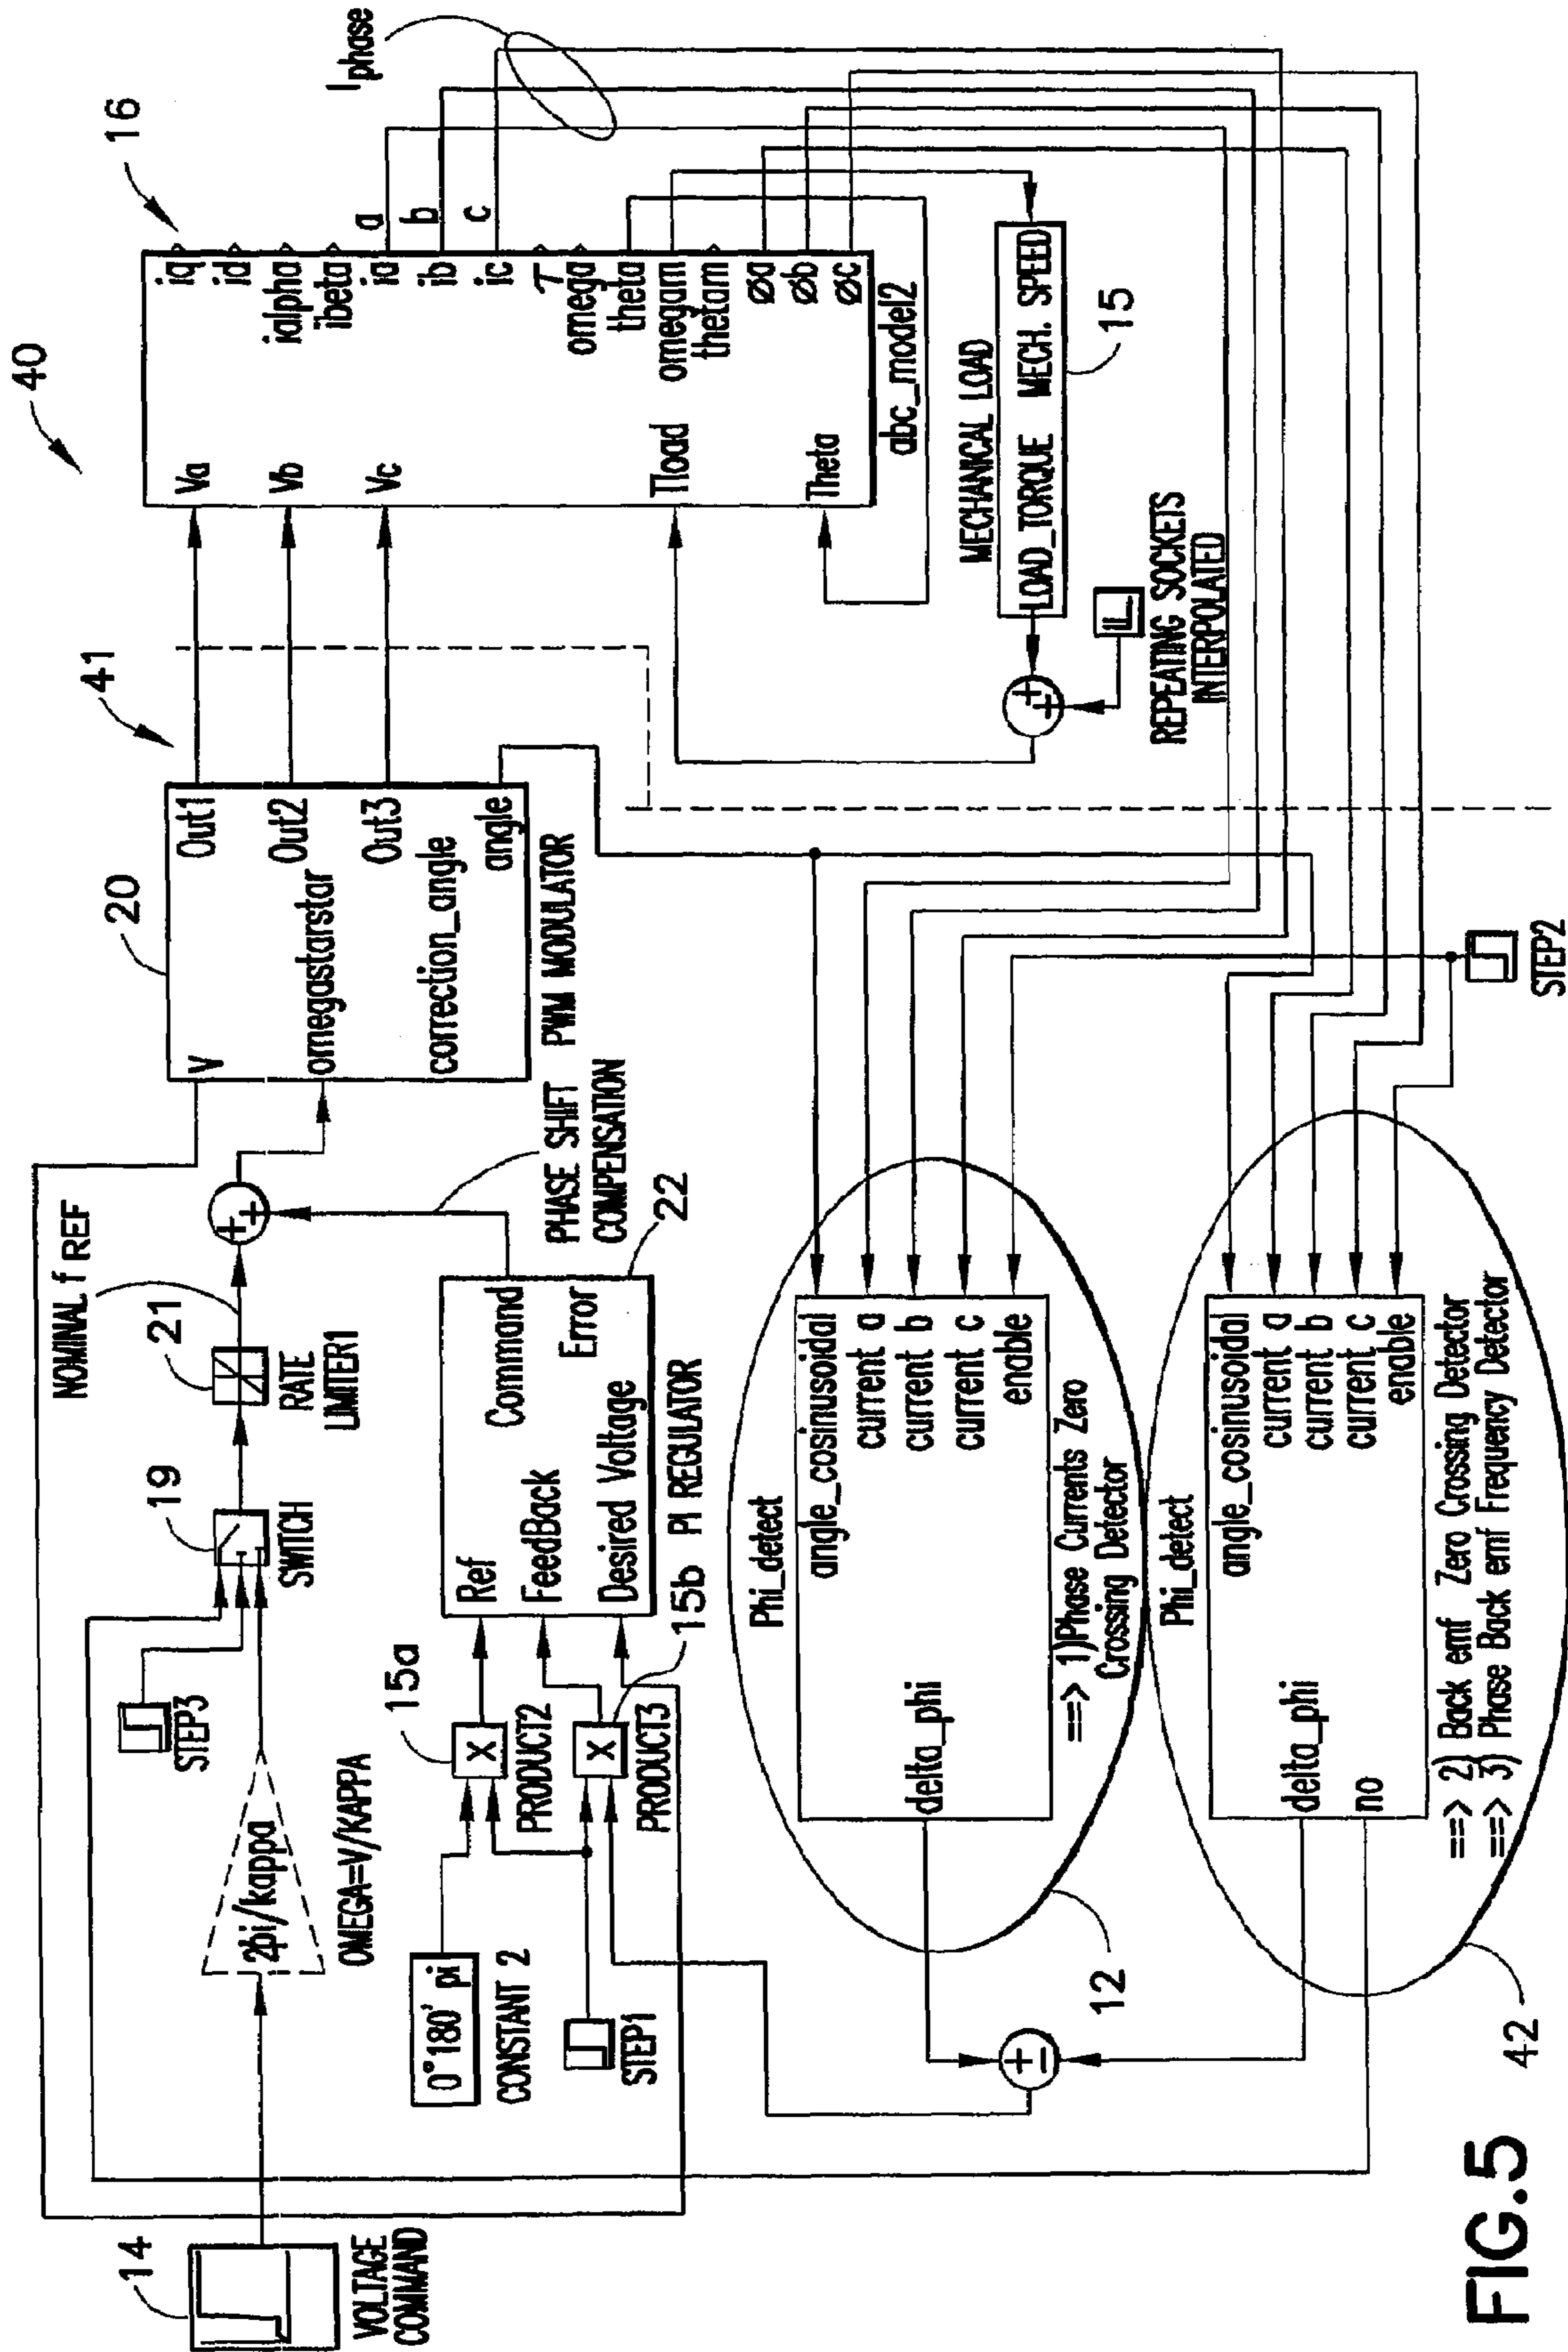 40
16
41
20
Iphase
iq
id
ialpha
ibeta
ia
ib
ic
a
b
c
τ
omega
theta
omegam
thetam
Øa
Øb
Øc
Va
Vb
Vc
Tload
Theta
abc_model2
MECHANICAL LOAD
LOAD_TORQUE MECH. SPEED
15
REPEATING SOCKETS
INTERPOLATED
V
omegastarstar
correction_angle
Out1
Out2
Out3
angle
PWM MODULATOR
PHASE SHIFT
COMPENSATION
NOMINAL fREF
21
RATE
LIMITER1
19
SWITCH
STEP3
2pi/kappa
OMEGA=V/KAPPA
14
VOLTAGE
COMMAND
22
Ref
FeedBack
Desired Voltage
Command
Error
PI REGULATOR
15a
X
PRODUCT2
15b
X
PRODUCT3
0°180' pi
CONSTANT 2
STEP1
Phi_detect
angle_cosinusoidal
current a
current b
current c
enable
delta_phi
==> 1)Phase Currents Zero
Crossing Detector
12
Phi_detect
angle_cosinusoidal
current a
current b
current c
enable
delta_phi
no
==> 2) Back emf Zero Crossing Detector
==> 3) Phase Back emf Frequency Detector
42
STEP2
FIG.5